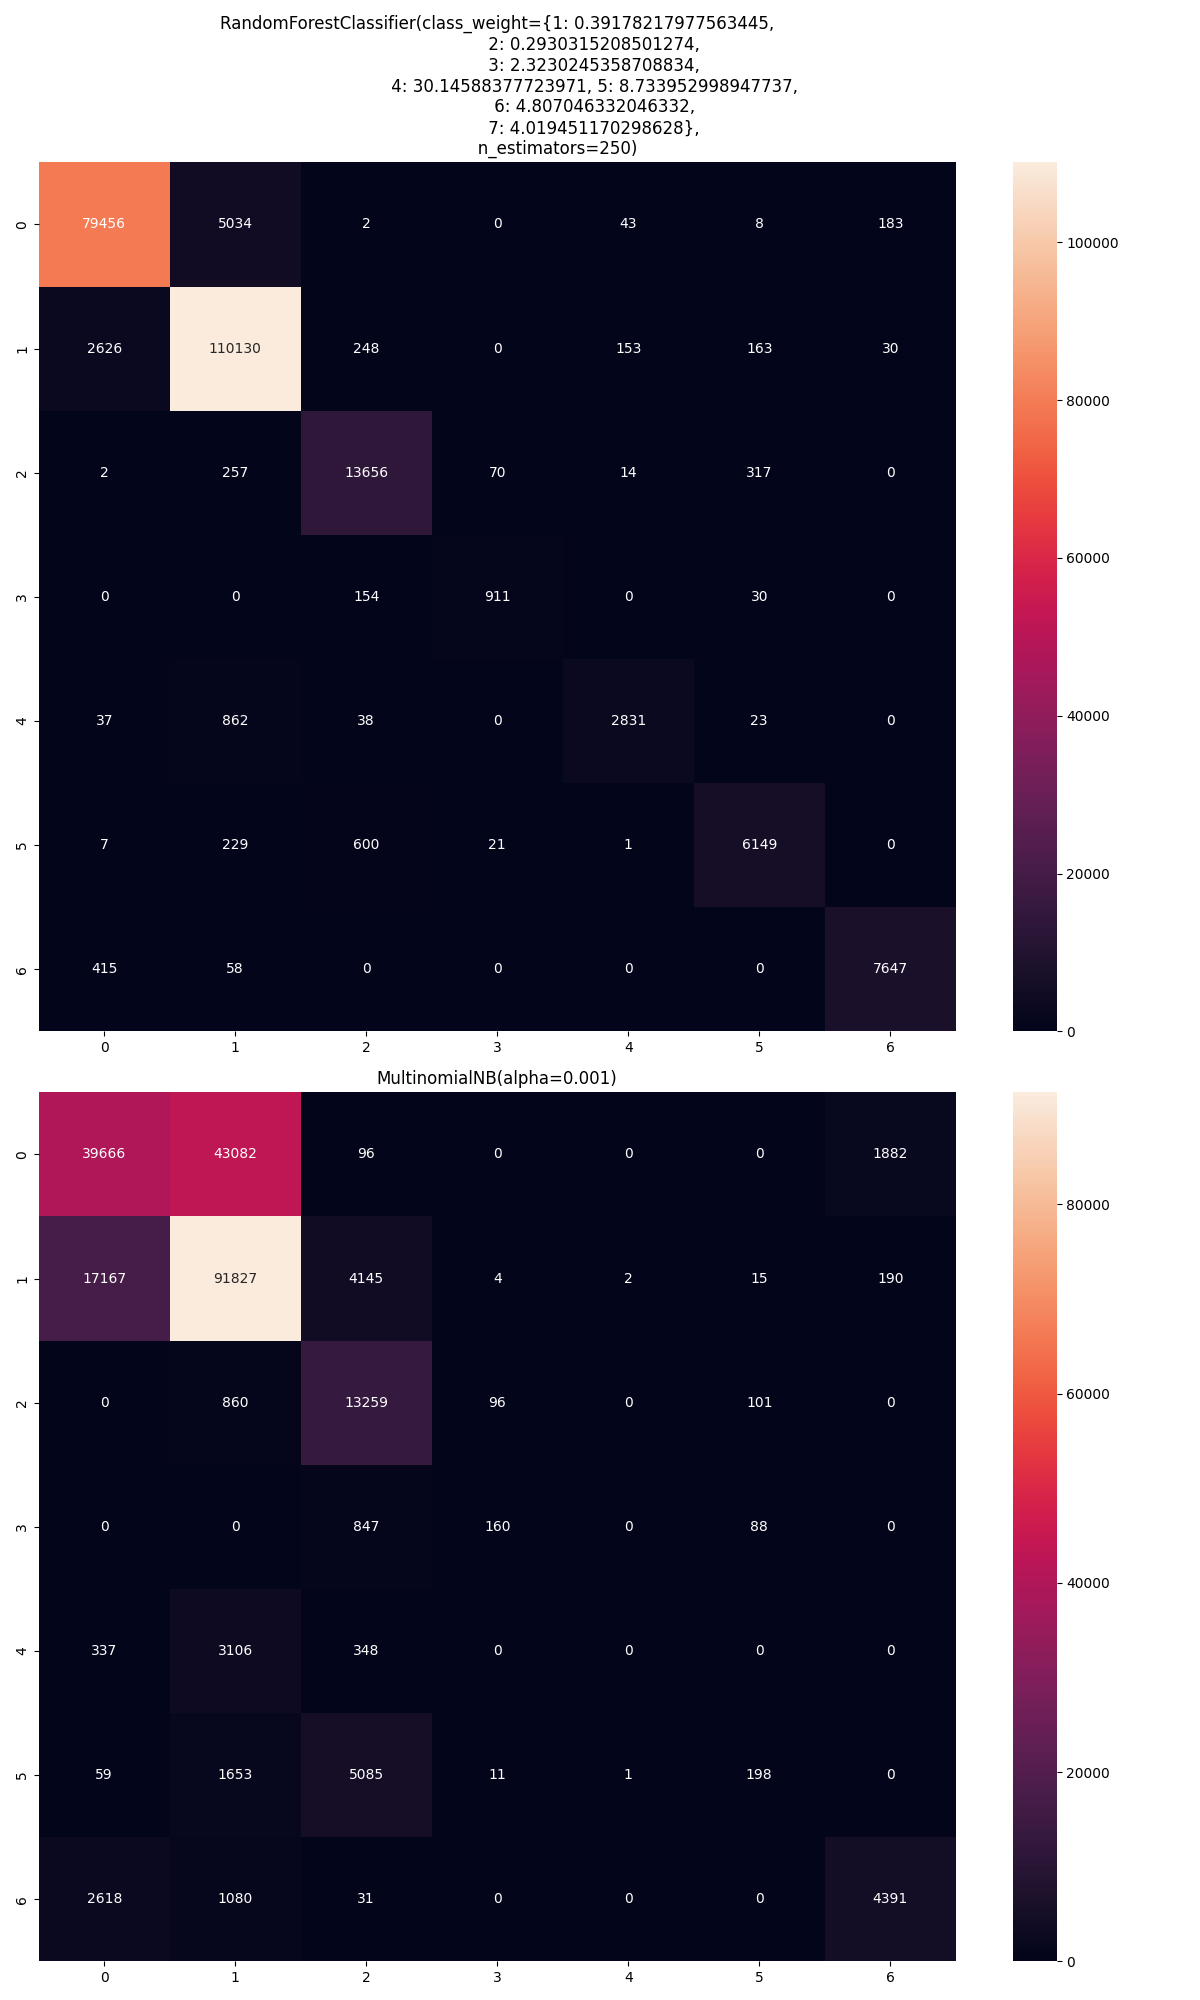 RandomForestClassifier(class_weight={1: 0.39178217977563445,
2: 0.2930315208501274,
3: 2.3230245358708834,
4: 30.14588377723971, 5: 8.733952998947737,
6: 4.807046332046332,
7: 4.019451170298628},
n_estimators=250)
0 79456 5034 2 0 43 8 183
1 2626 110130 248 0 153 163 30
2 2 257 13656 70 14 317 0
3 0 0 154 911 0 30 0
4 37 862 38 0 2831 23 0
5 7 229 600 21 1 6149 0
6 415 58 0 0 0 0 7647
0 1 2 3 4 5 6
100000
80000
60000
40000
20000
0
MultinomialNB(alpha=0.001)
0 39666 43082 96 0 0 0 1882
1 17167 91827 4145 4 2 15 190
2 0 860 13259 96 0 101 0
3 0 0 847 160 0 88 0
4 337 3106 348 0 0 0 0
5 59 1653 5085 11 1 198 0
6 2618 1080 31 0 0 0 4391
0 1 2 3 4 5 6
80000
60000
40000
20000
0